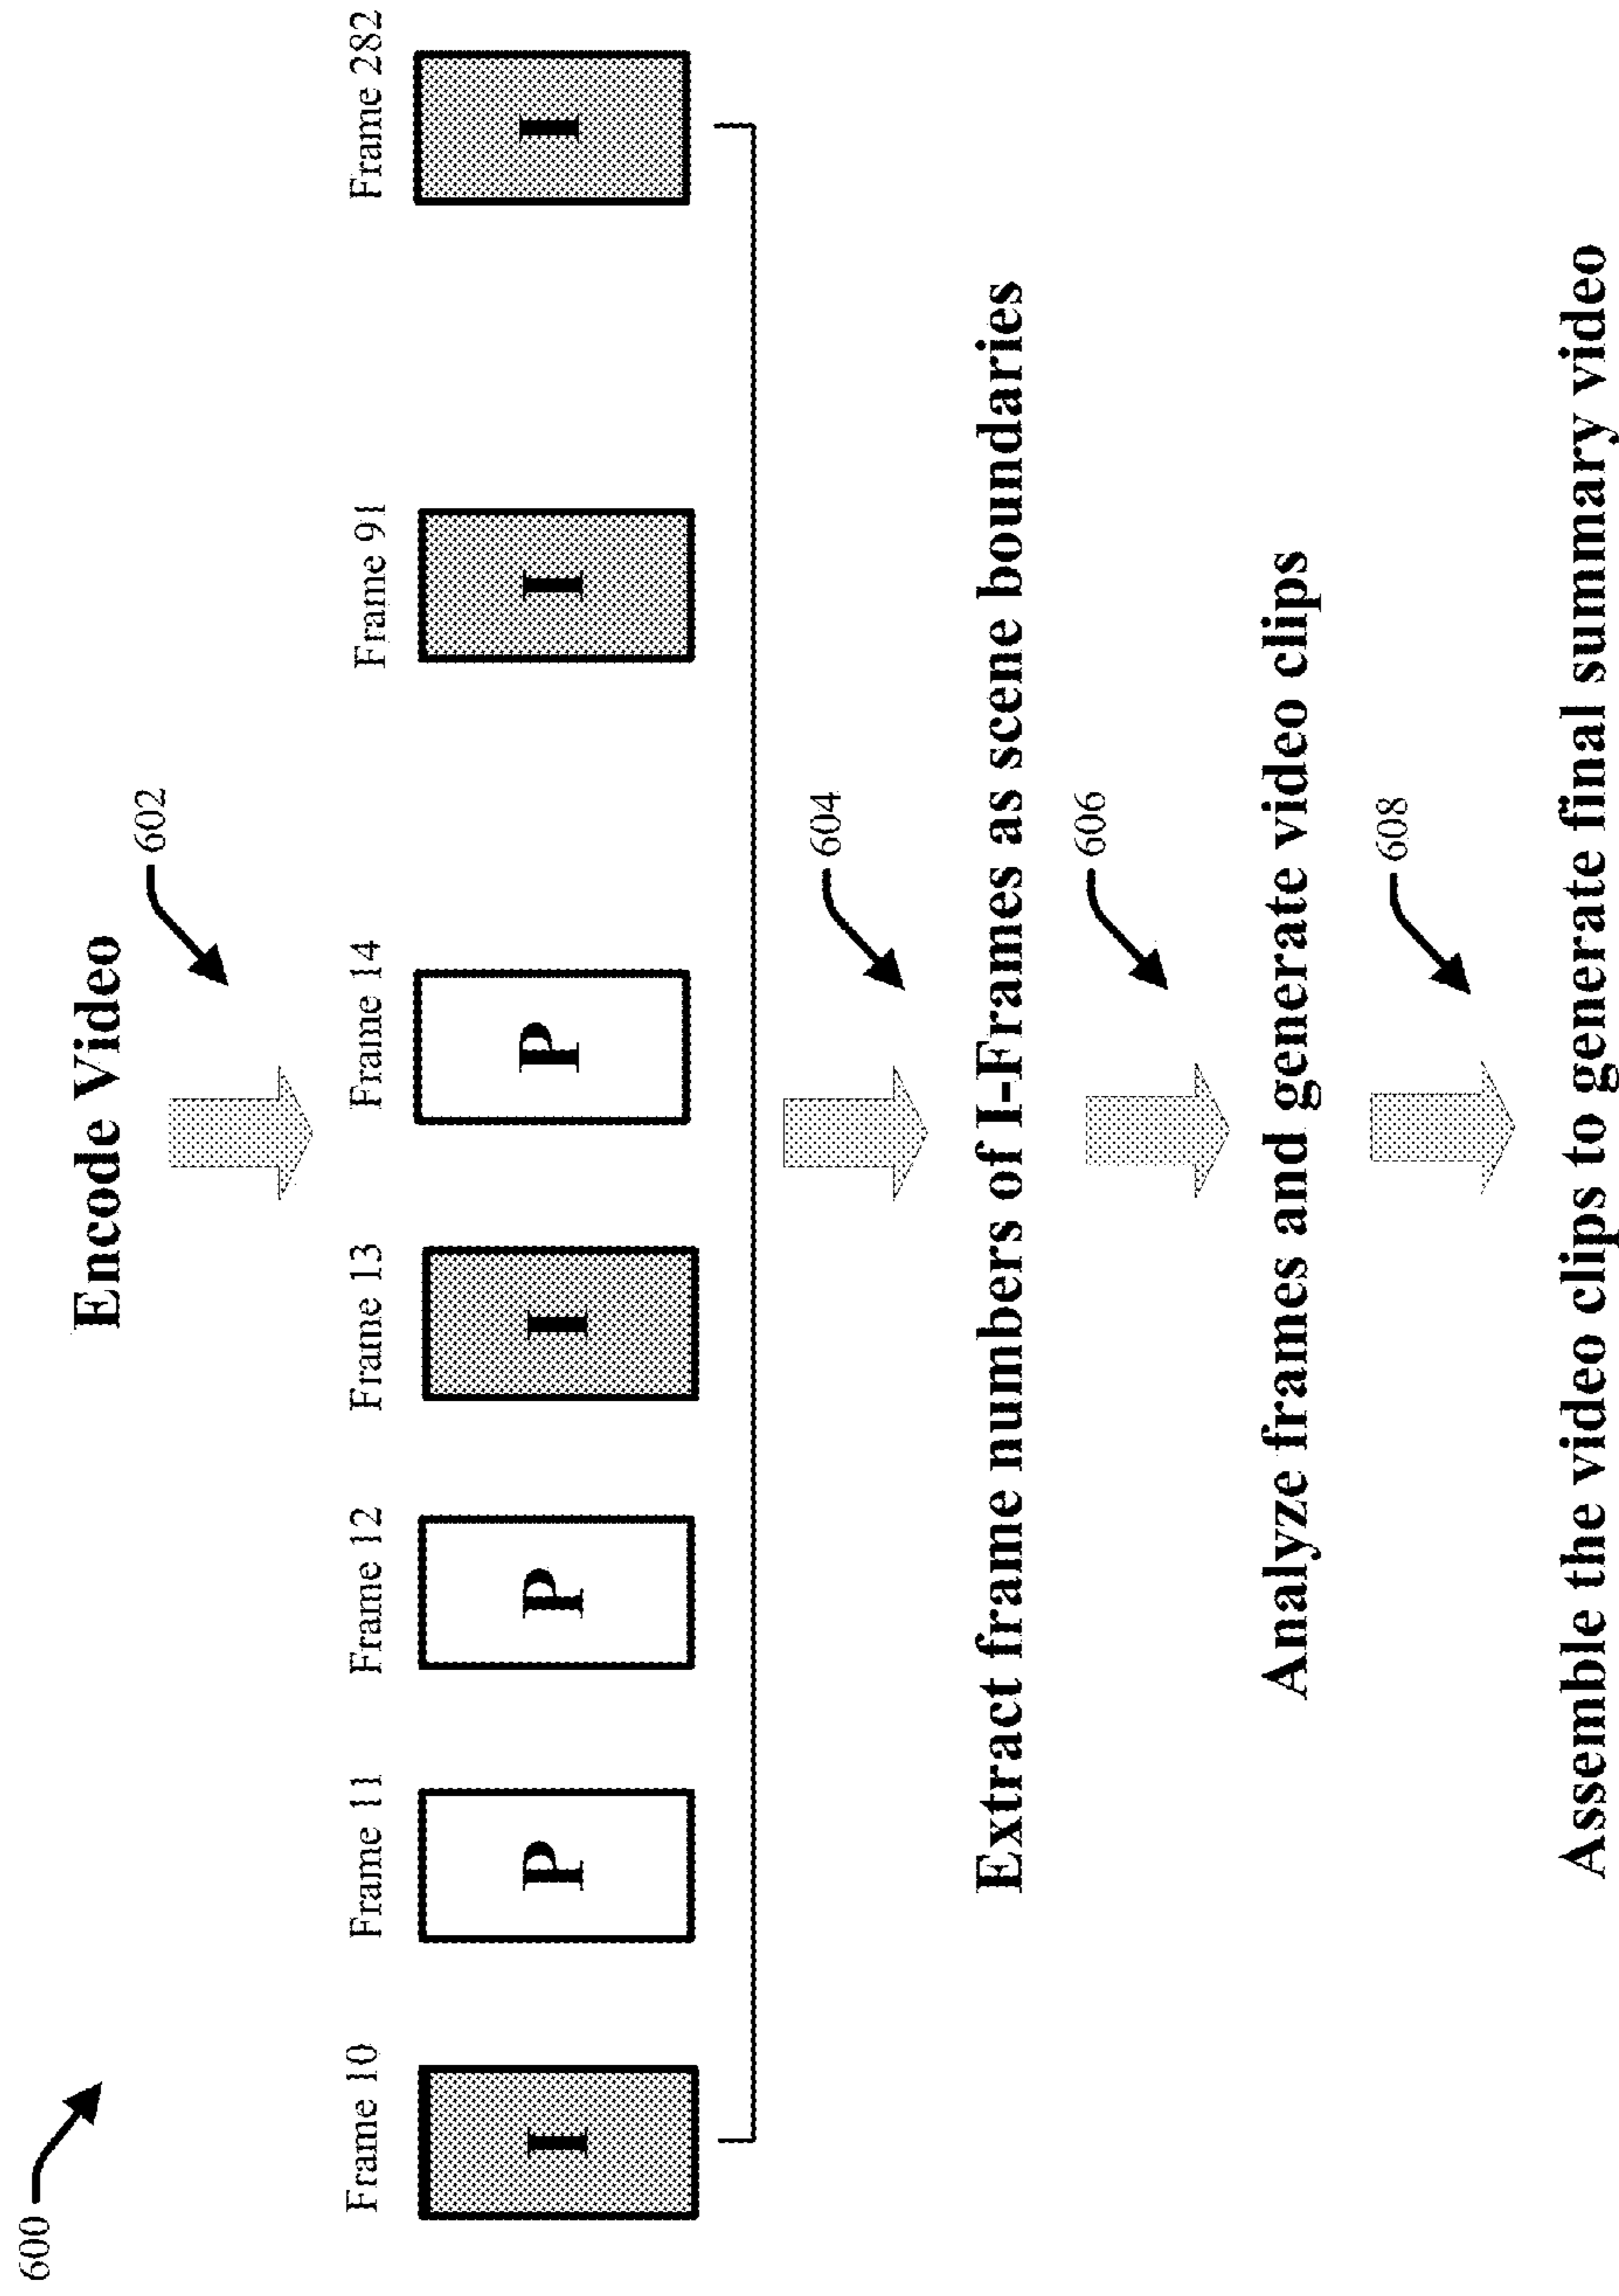 600
Encode Video
602
Frame 10
Frame 11
Frame 12
Frame 13
Frame 14
Frame 91
Frame 282
I
P
P
I
P
I
I
604
Extract frame numbers of I-Frames as scene boundaries
606
Analyze frames and generate video clips
608
Assemble the video clips to generate final summary video